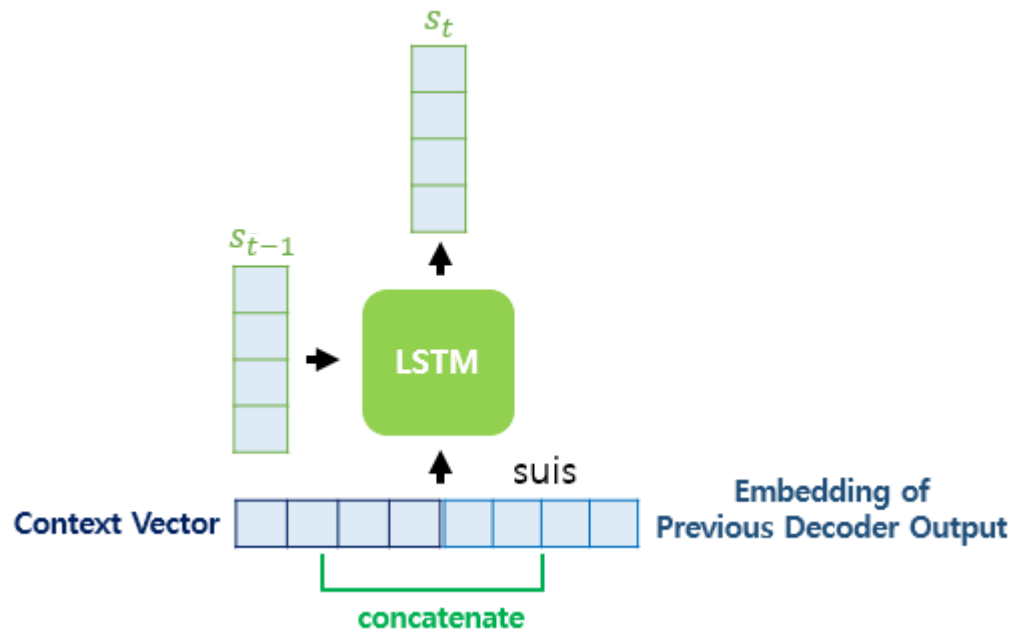 s_t
s_{t-1}
LSTM
suis
Context Vector
Embedding of
Previous Decoder Output
concatenate